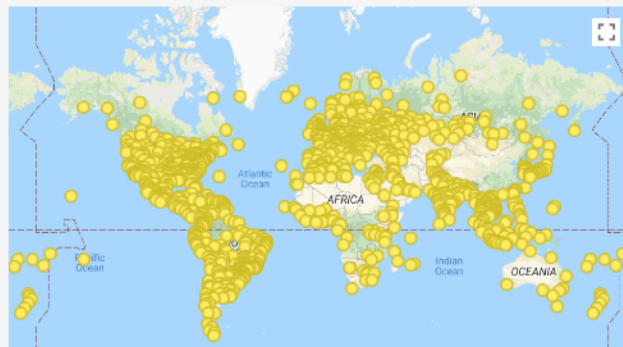 Atlantic
Ocean
AFRICA
Pacific
Ocean
Indian
Ocean
OCEANIA